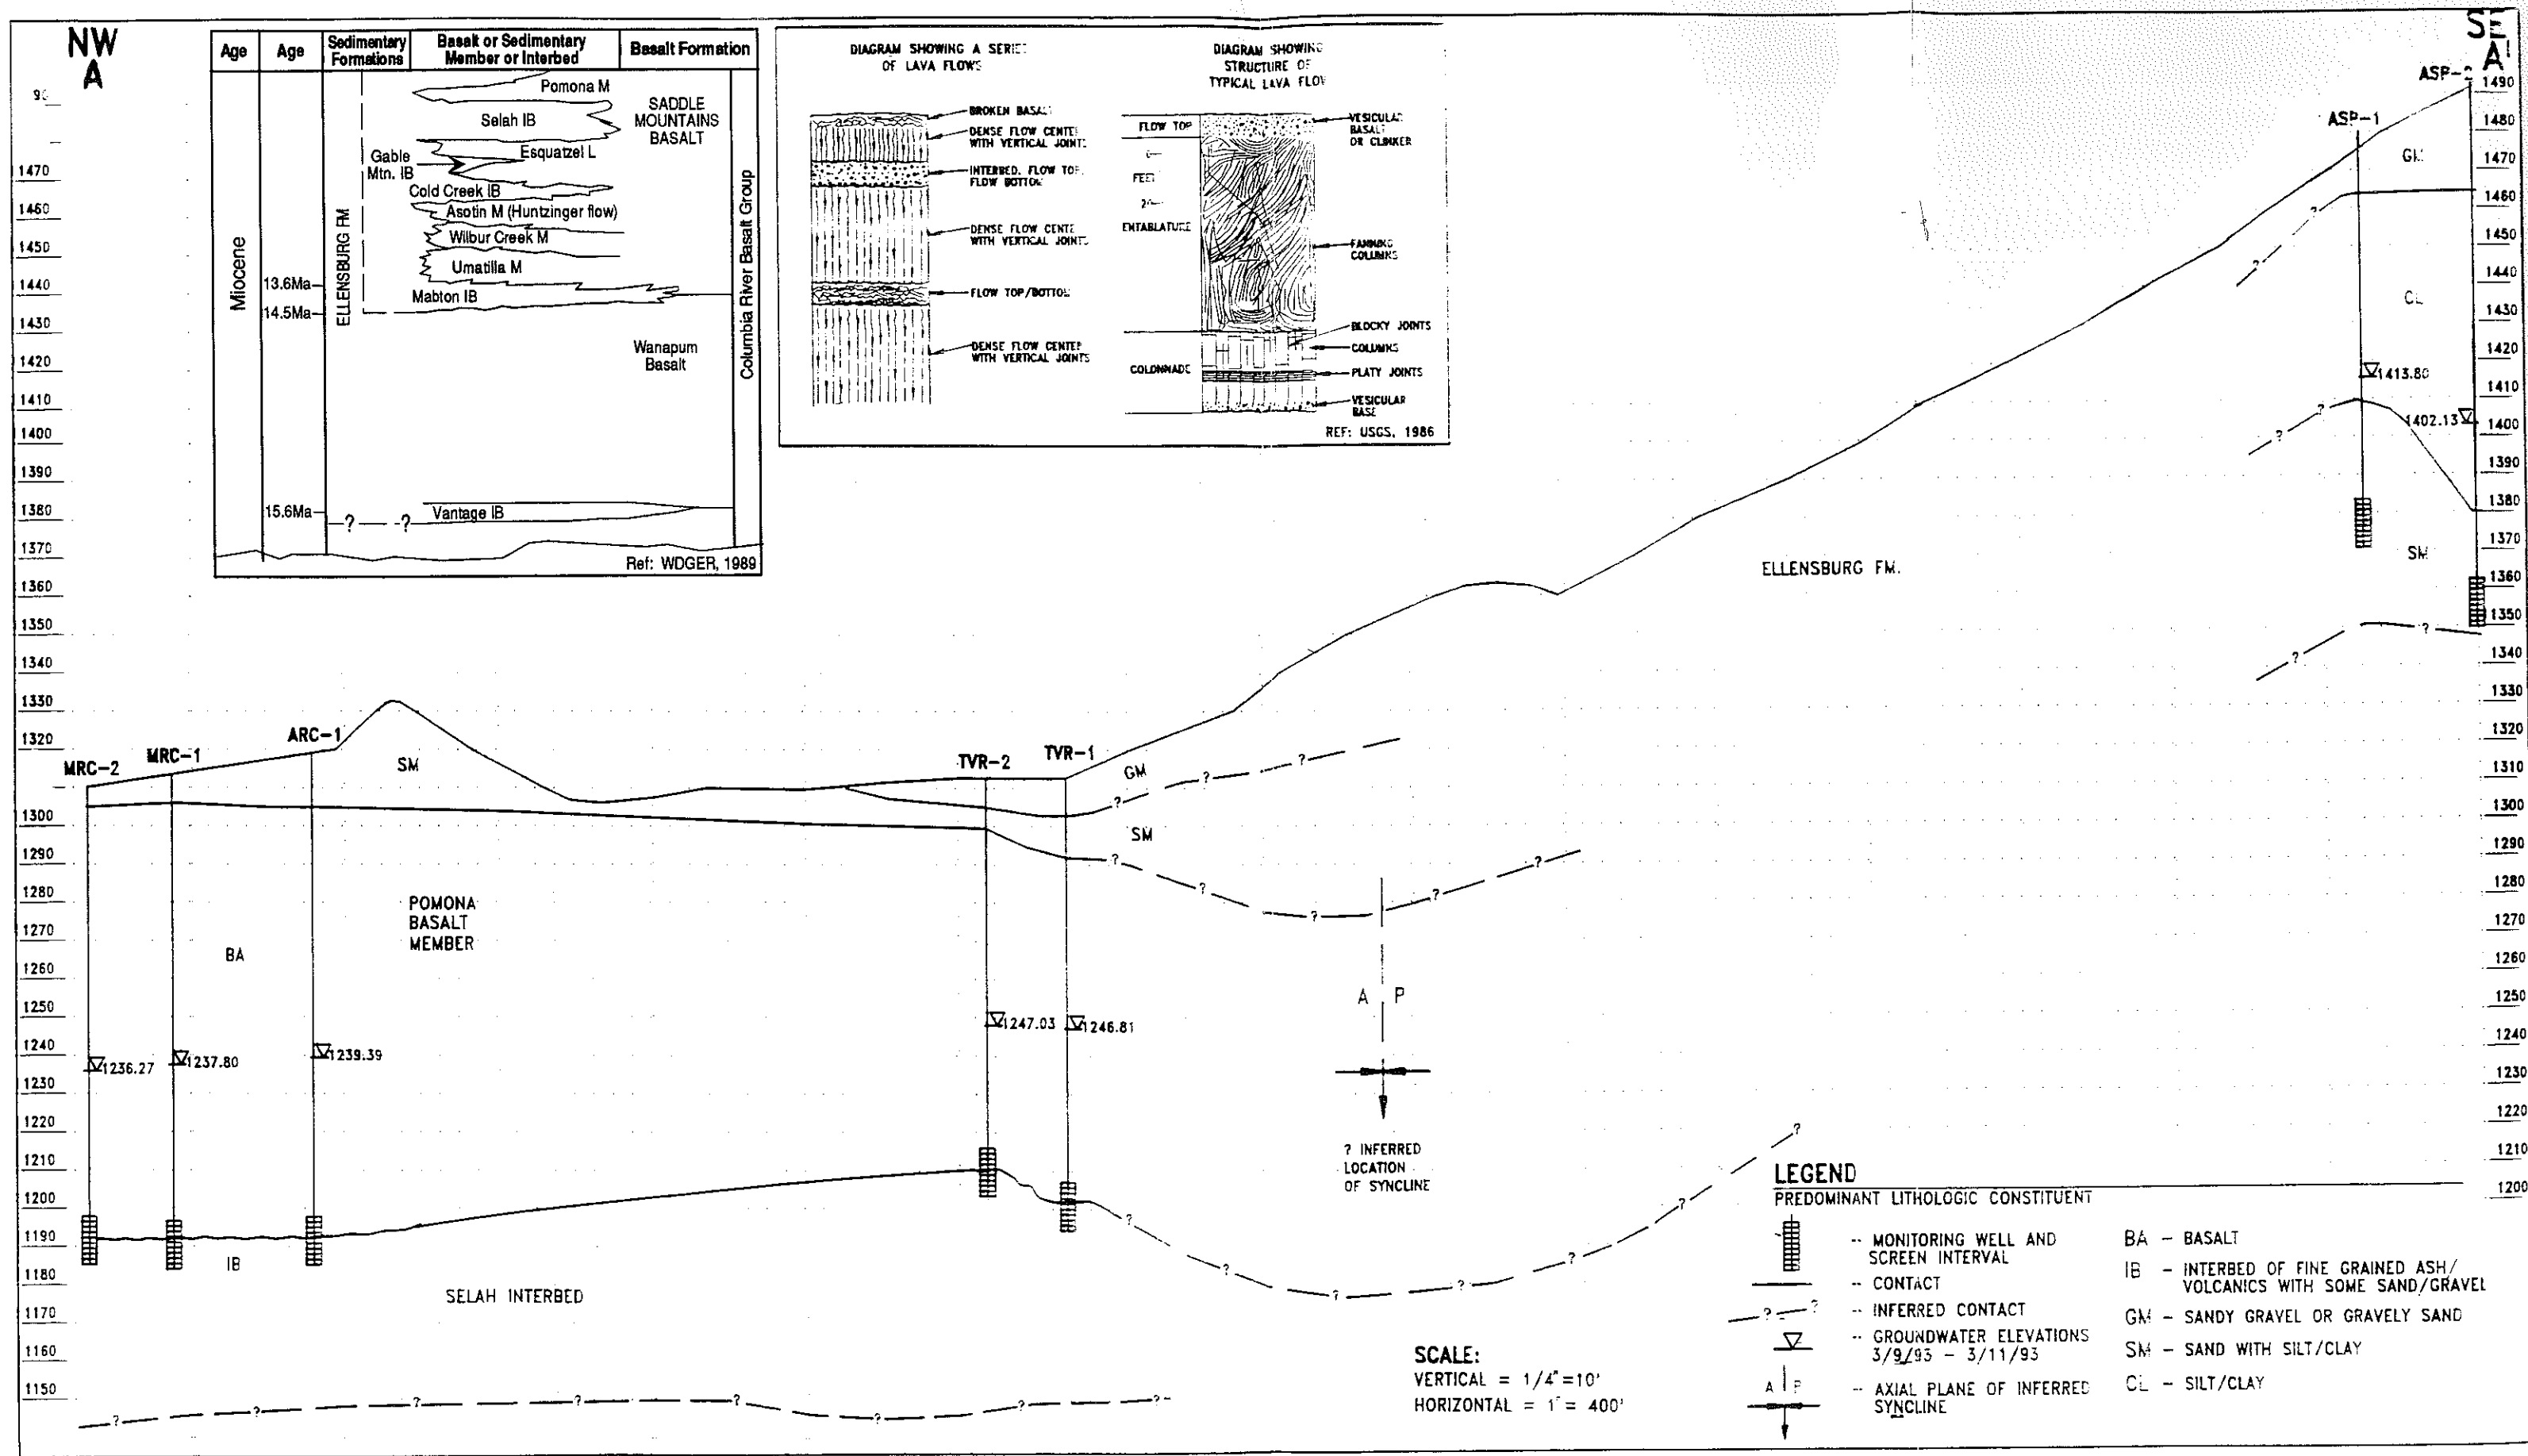 NW
A
SE
A'
Age
Age
Sedimentary
Formations
Basalt or Sedimentary
Member or Interbed
Basalt Formation
Miocene
13.6Ma
14.5Ma
15.6Ma
ELLENSBURG FM
? — -?
Pomona M
Selah IB
Esquatzel L
Gable
Mtn. IB
Cold Creek IB
Asotin M (Huntzinger flow)
Wilbur Creek M
Umatilla M
Mabton IB
Vantage IB
SADDLE
MOUNTAINS
BASALT
Wanapum
Basalt
Columbia River Basalt Group
Ref: WDGER, 1989
DIAGRAM SHOWING A SERIES
OF LAVA FLOWS
BROKEN BASALT
DENSE FLOW CENTER
WITH VERTICAL JOINTS
INTERBED, FLOW TOP,
FLOW BOTTOM
DENSE FLOW CENTER
WITH VERTICAL JOINTS
FLOW TOP/BOTTOM
DENSE FLOW CENTER
WITH VERTICAL JOINTS
DIAGRAM SHOWING
STRUCTURE OF
TYPICAL LAVA FLOW
FLOW TOP
FEET
ENTABLATURE
COLONNADE
VESICULAR
BASALT
OR CLINKER
FANNING
COLUMNS
BLOCKY JOINTS
COLUMNS
PLATY JOINTS
VESICULAR
BASE
REF: USGS, 1986
1470
1460
1450
1440
1430
1420
1410
1400
1390
1380
1370
1360
1350
1340
1330
1320
1300
1290
1280
1270
1260
1250
1240
1230
1220
1210
1200
1190
1180
1170
1160
1150
1490
1480
1470
1460
1450
1440
1430
1420
1410
1400
1390
1380
1370
1360
1350
1340
1330
1320
1310
1300
1290
1280
1270
1260
1250
1240
1230
1220
1210
1200
ASP-2
ASP-1
GM
CL
1413.80
1402.13
SM
ELLENSBURG FM.
MRC-2
MRC-1
ARC-1
SM
TVR-2
TVR-1
GM
SM
POMONA
BASALT
MEMBER
BA
1236.27
1237.80
1239.39
1247.03
1246.81
A P
? INFERRED
LOCATION
OF SYNCLINE
IB
SELAH INTERBED
SCALE:
VERTICAL = 1/4"=10'
HORIZONTAL = 1" = 400'
LEGEND
PREDOMINANT LITHOLOGIC CONSTITUENT
-- MONITORING WELL AND
SCREEN INTERVAL
-- CONTACT
-- INFERRED CONTACT
-- GROUNDWATER ELEVATIONS
3/9/93 - 3/11/93
A P
-- AXIAL PLANE OF INFERRED
SYNCLINE
BA - BASALT
IB - INTERBED OF FINE GRAINED ASH/
VOLCANICS WITH SOME SAND/GRAVEL
GM - SANDY GRAVEL OR GRAVELY SAND
SM - SAND WITH SILT/CLAY
CL - SILT/CLAY